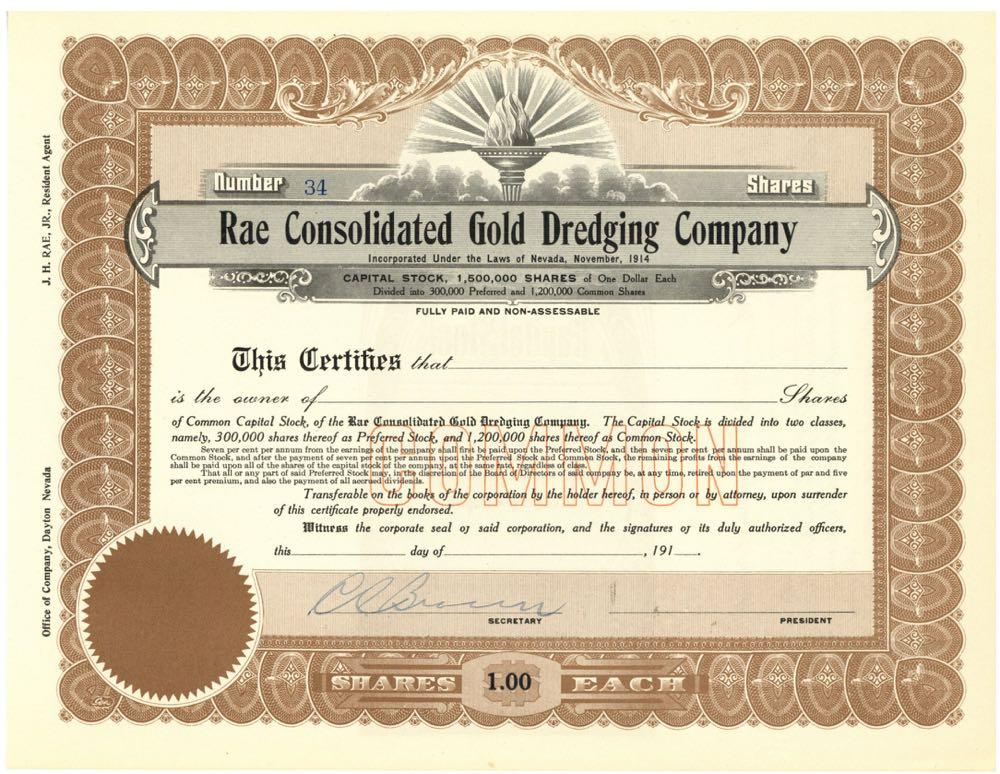 J. H. RAE, JR., Resident Agent
Office of Company, Dayton Nevada
Number 34
Shares
Rae Consolidated Gold Dredging Company
Incorporated Under the Laws of Nevada, November, 1914
CAPITAL STOCK, 1,500,000 SHARES of One Dollar Each
Divided into 300,000 Preferred and 1,200,000 Common Shares
FULLY PAID AND NON-ASSESSABLE
This Certifies that
is the owner of Shares
of Common Capital Stock, of the Rae Consolidated Gold Dredging Company. The Capital Stock is divided into two classes,
namely, 300,000 shares thereof as Preferred Stock, and 1,200,000 shares thereof as Common Stock.
COMMON
Seven per cent per annum from the earnings of the company shall first be paid upon the Preferred Stock, and then seven per cent per annum shall be paid upon the
Common Stock, and after the payment of seven per cent per annum upon the Preferred Stock and Common Stock, the remaining profits from the earnings of the company
shall be paid upon all of the shares of the capital stock of the company, at the same rate, regardless of class.
That all or any part of said Preferred Stock may, in the discretion of the Board of Directors of said company be, at any time, retired upon the payment of par and five
per cent premium, and also the payment of all accrued dividends.
Transferable on the books of the corporation by the holder hereof, in person or by attorney, upon surrender
of this certificate properly endorsed.
Witness the corporate seal of said corporation, and the signatures of its duly authorized officers,
this day of , 191 .
C C Brown
SECRETARY
PRESIDENT
SHARES $1.00 EACH